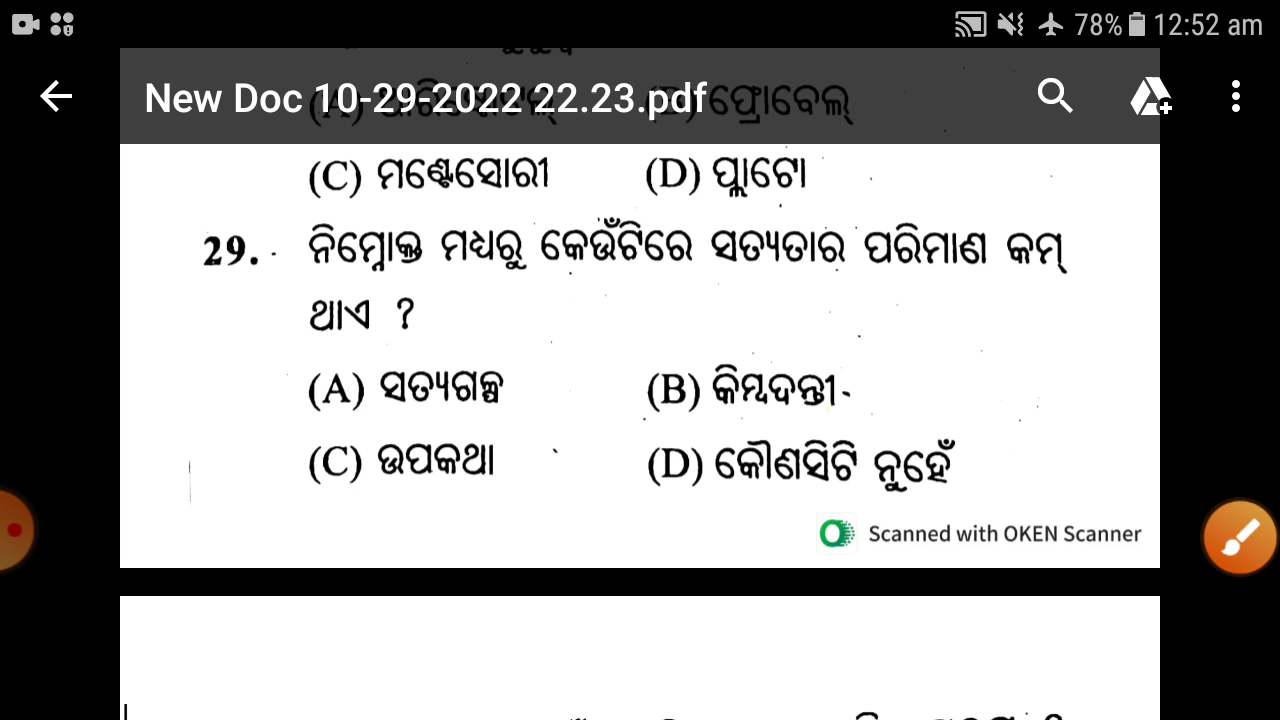 78% 12:52 am
New Doc 10-29-2022 22.23.pdf
(B) ଫ୍ରୋବେଲ୍
(C) ମଣ୍ଟେସୋରୀ (D) ପ୍ଲାଟୋ
29. ନିମ୍ନୋକ୍ତ ମଧ୍ୟରୁ କେଉଁଟିରେ ସତ୍ୟତାର ପରିମାଣ କମ୍
ଥାଏ ?
(A) ସତ୍ୟଗଳ୍ପ (B) କିମ୍ବଦନ୍ତୀ
(C) ଉପକଥା (D) କୌଣସିଟି ନୁହେଁ
Scanned with OKEN Scanner